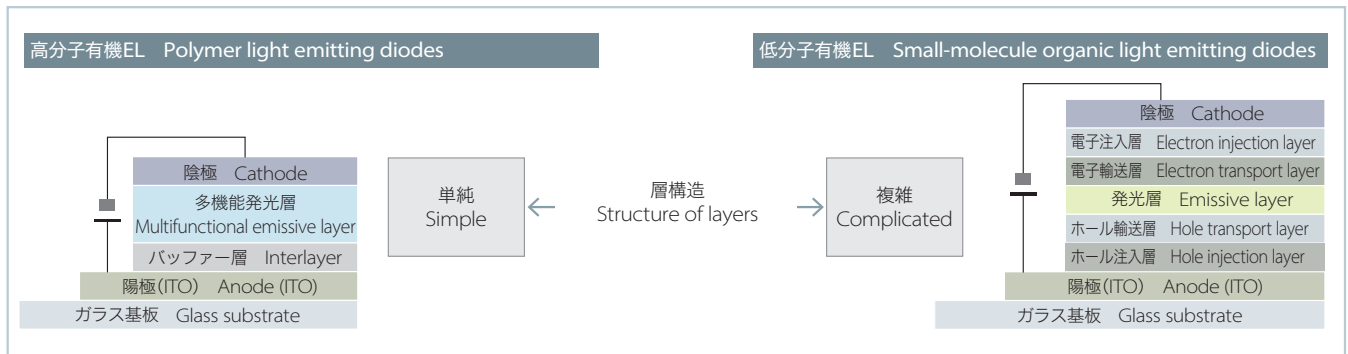 高分子有機EL Polymer light emitting diodes
陰極 Cathode
多機能発光層
Multifunctional emissive layer
バッファー層 Interlayer
陽極(ITO) Anode (ITO)
ガラス基板 Glass substrate
単純
Simple
層構造
Structure of layers
複雑
Complicated
低分子有機EL Small-molecule organic light emitting diodes
陰極 Cathode
電子注入層 Electron injection layer
電子輸送層 Electron transport layer
発光層 Emissive layer
ホール輸送層 Hole transport layer
ホール注入層 Hole injection layer
陽極(ITO) Anode (ITO)
ガラス基板 Glass substrate